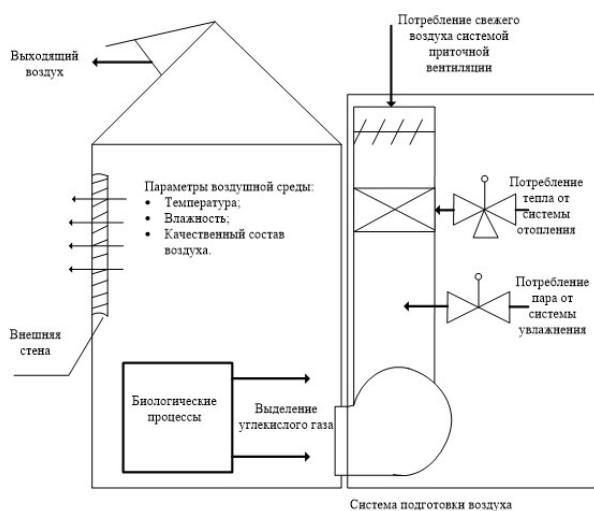 Потребление свежего
воздуха системой
приточной
вентиляции
Выходящий
воздух
Параметры воздушной среды:
• Температура;
• Влажность;
• Качественный состав
воздуха.
Потребление
тепла от
системы
отопления
Потребление
пара от
системы
увлажнения
Внешняя
стена
Биологические
процессы
Выделение
углекислого газа
Система подготовки воздуха